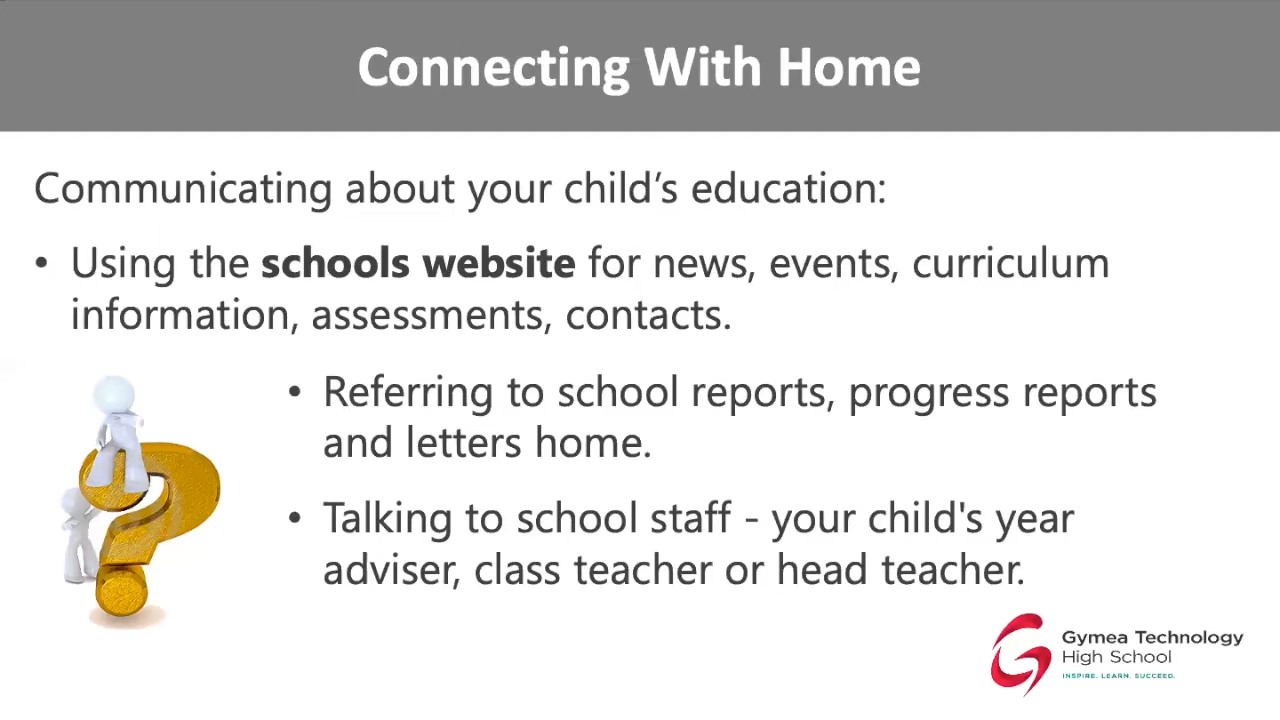 Connecting With Home
Communicating about your child’s education:
• Using the schools website for news, events, curriculum
information, assessments, contacts.
• Referring to school reports, progress reports
and letters home.
• Talking to school staff - your child's year
adviser, class teacher or head teacher.
Gymea Technology
High School
INSPIRE. LEARN. SUCCEED.